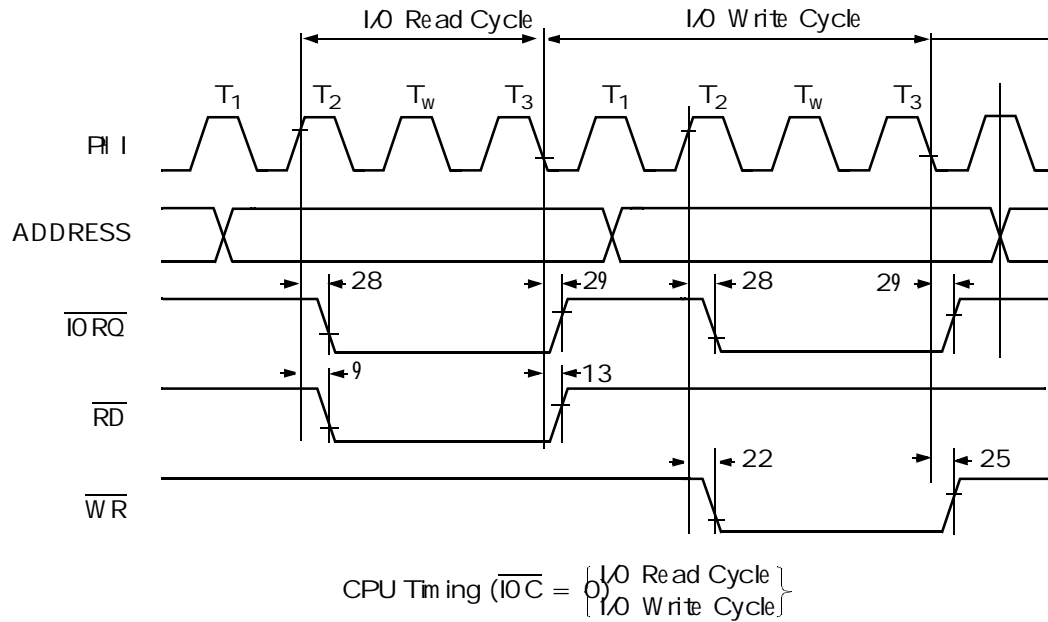 I/O Read Cycle I/O Write Cycle
T1 T2 Tw T3 T1 T2 Tw T3
PHI
ADDRESS
28 29 28 29
IORQ
9 13
RD
22 25
WR
CPU Timing (IOC = 0) {I/O Read Cycle}
{I/O Write Cycle}